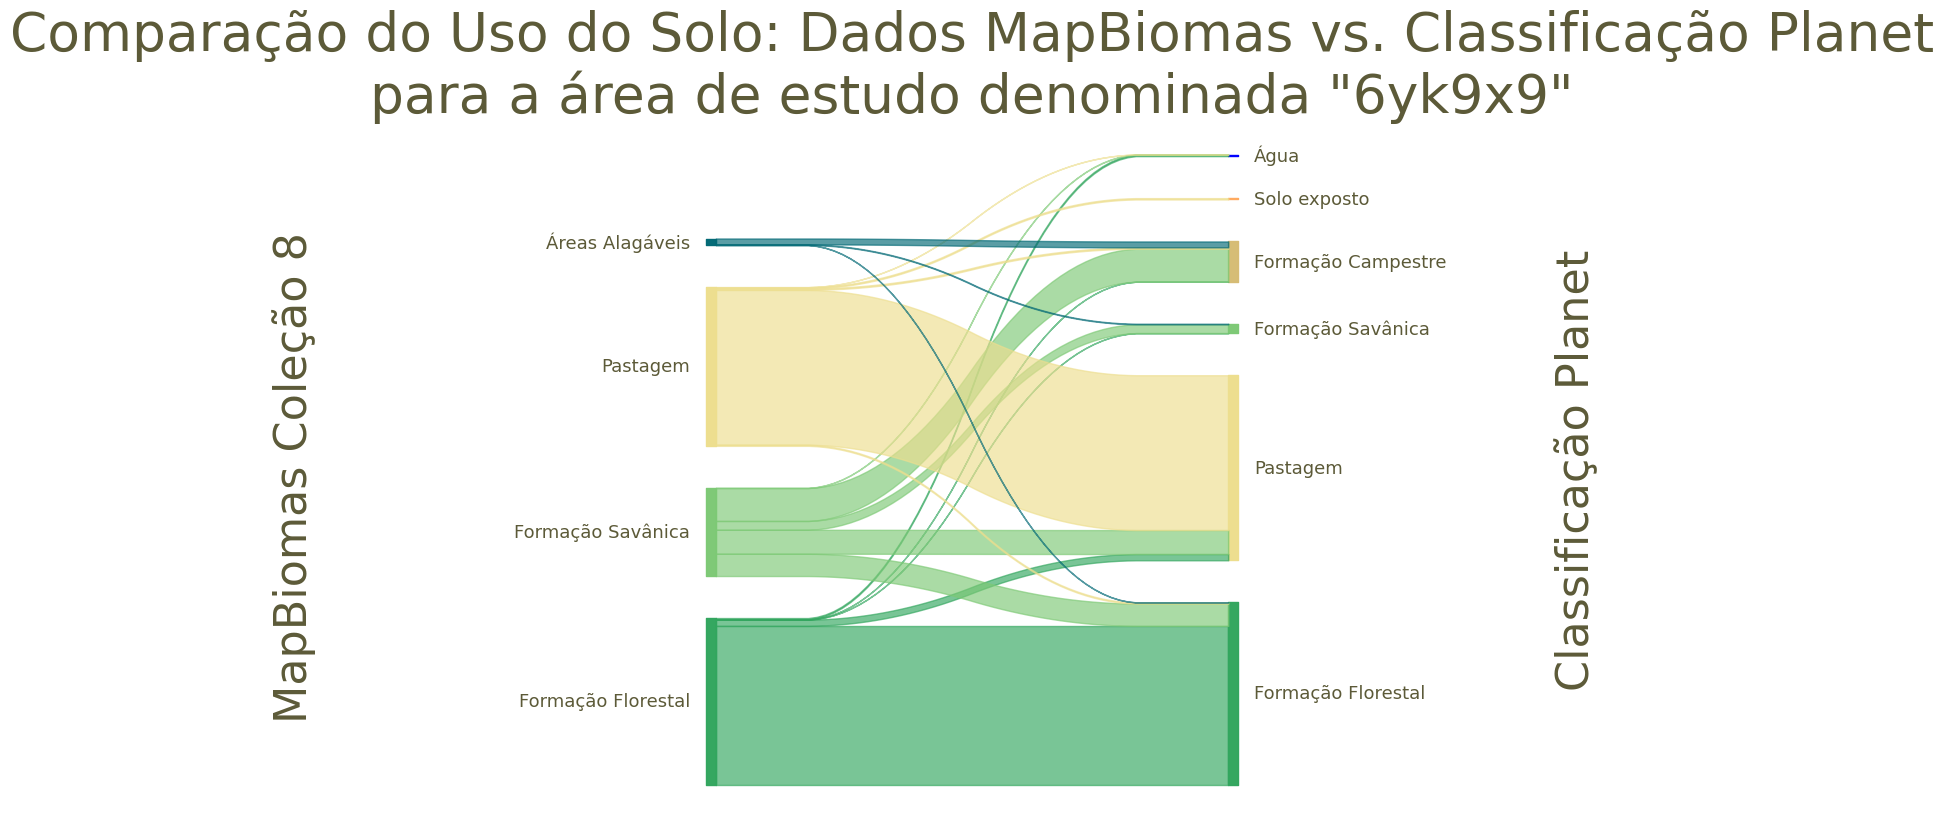 Comparação do Uso do Solo: Dados MapBiomas vs. Classificação Planet
para a área de estudo denominada "6yk9x9"
MapBiomas Coleção 8
Áreas Alagáveis
Pastagem
Formação Savânica
Formação Florestal
Água
Solo exposto
Formação Campestre
Formação Savânica
Pastagem
Formação Florestal
Classificação Planet